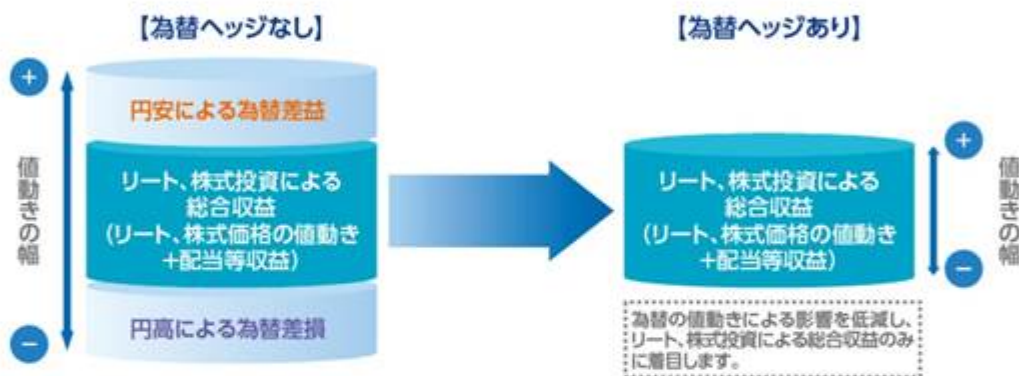 【為替ヘッジなし】
+
値動きの幅
−
円安による為替差益
リート、株式投資による
総合収益
(リート、株式価格の値動き
+配当等収益)
円高による為替差損
【為替ヘッジあり】
リート、株式投資による
総合収益
(リート、株式価格の値動き
+配当等収益)
+
値動きの幅
−
為替の値動きによる影響を低減し、
リート、株式投資による総合収益のみ
に着目します。